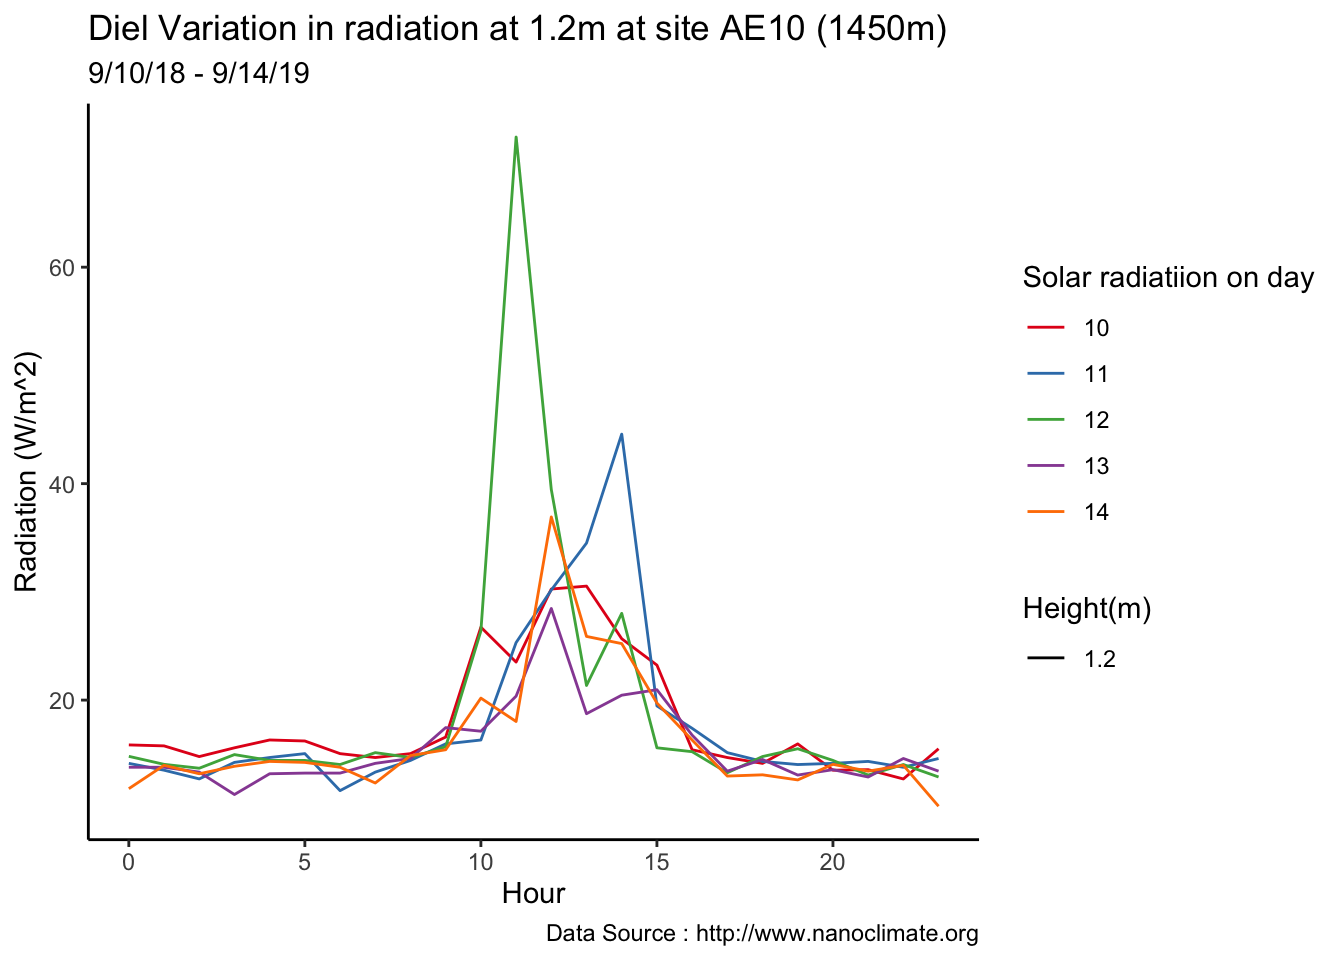 Diel Variation in radiation at 1.2m at site AE10 (1450m)
9/10/18 - 9/14/19
Radiation (W/m^2)
60
40
20
0 5 10 15 20
Hour
Data Source : http://www.nanoclimate.org
Solar radiatiion on day
10
11
12
13
14
Height(m)
1.2